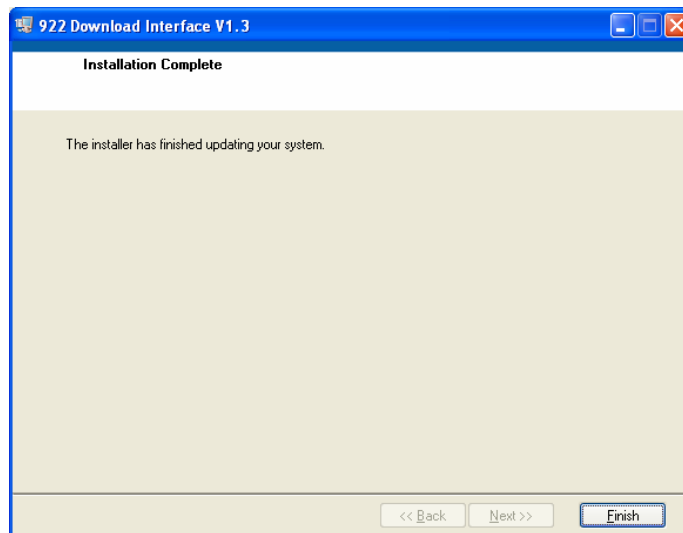 922 Download Interface V1.3
Installation Complete
The installer has finished updating your system.
<< Back Next >> Finish